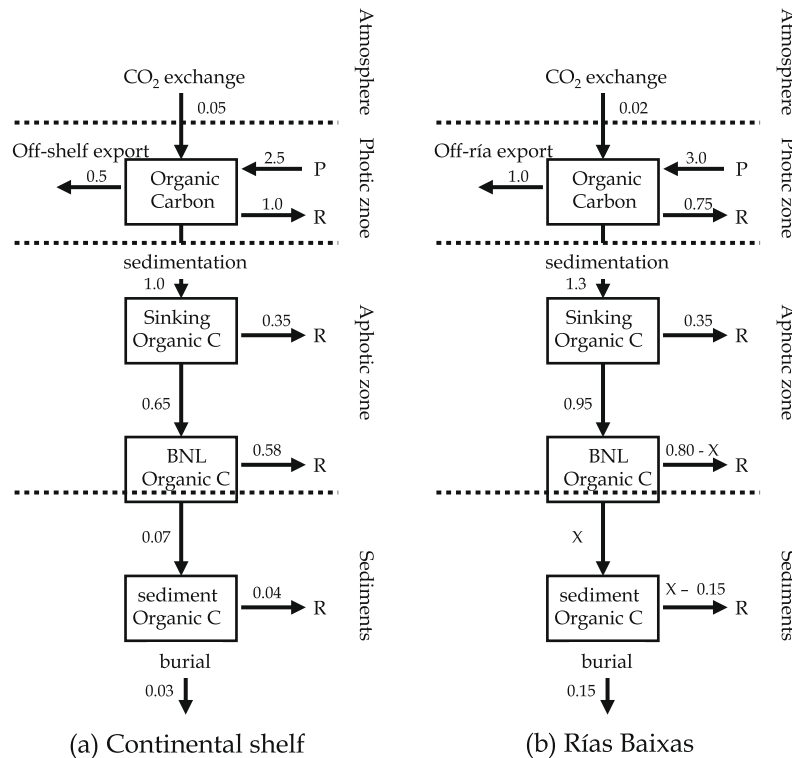 CO₂ exchange
0.05
Atmosphere
Off-shelf export
0.5
Organic
Carbon
2.5
P
1.0
R
Photic znoe
sedimentation
1.0
Sinking
Organic C
0.35
R
Aphotic zone
0.65
BNL
Organic C
0.58
R
0.07
sediment
Organic C
0.04
R
Sediments
burial
0.03
(a) Continental shelf
CO₂ exchange
0.02
Atmosphere
Off-ría export
1.0
Organic
Carbon
3.0
P
0.75
R
Photic zone
sedimentation
1.3
Sinking
Organic C
0.35
R
Aphotic zone
0.95
BNL
Organic C
0.80 - X
R
X
sediment
Organic C
X – 0.15
R
Sediments
burial
0.15
(b) Rías Baixas